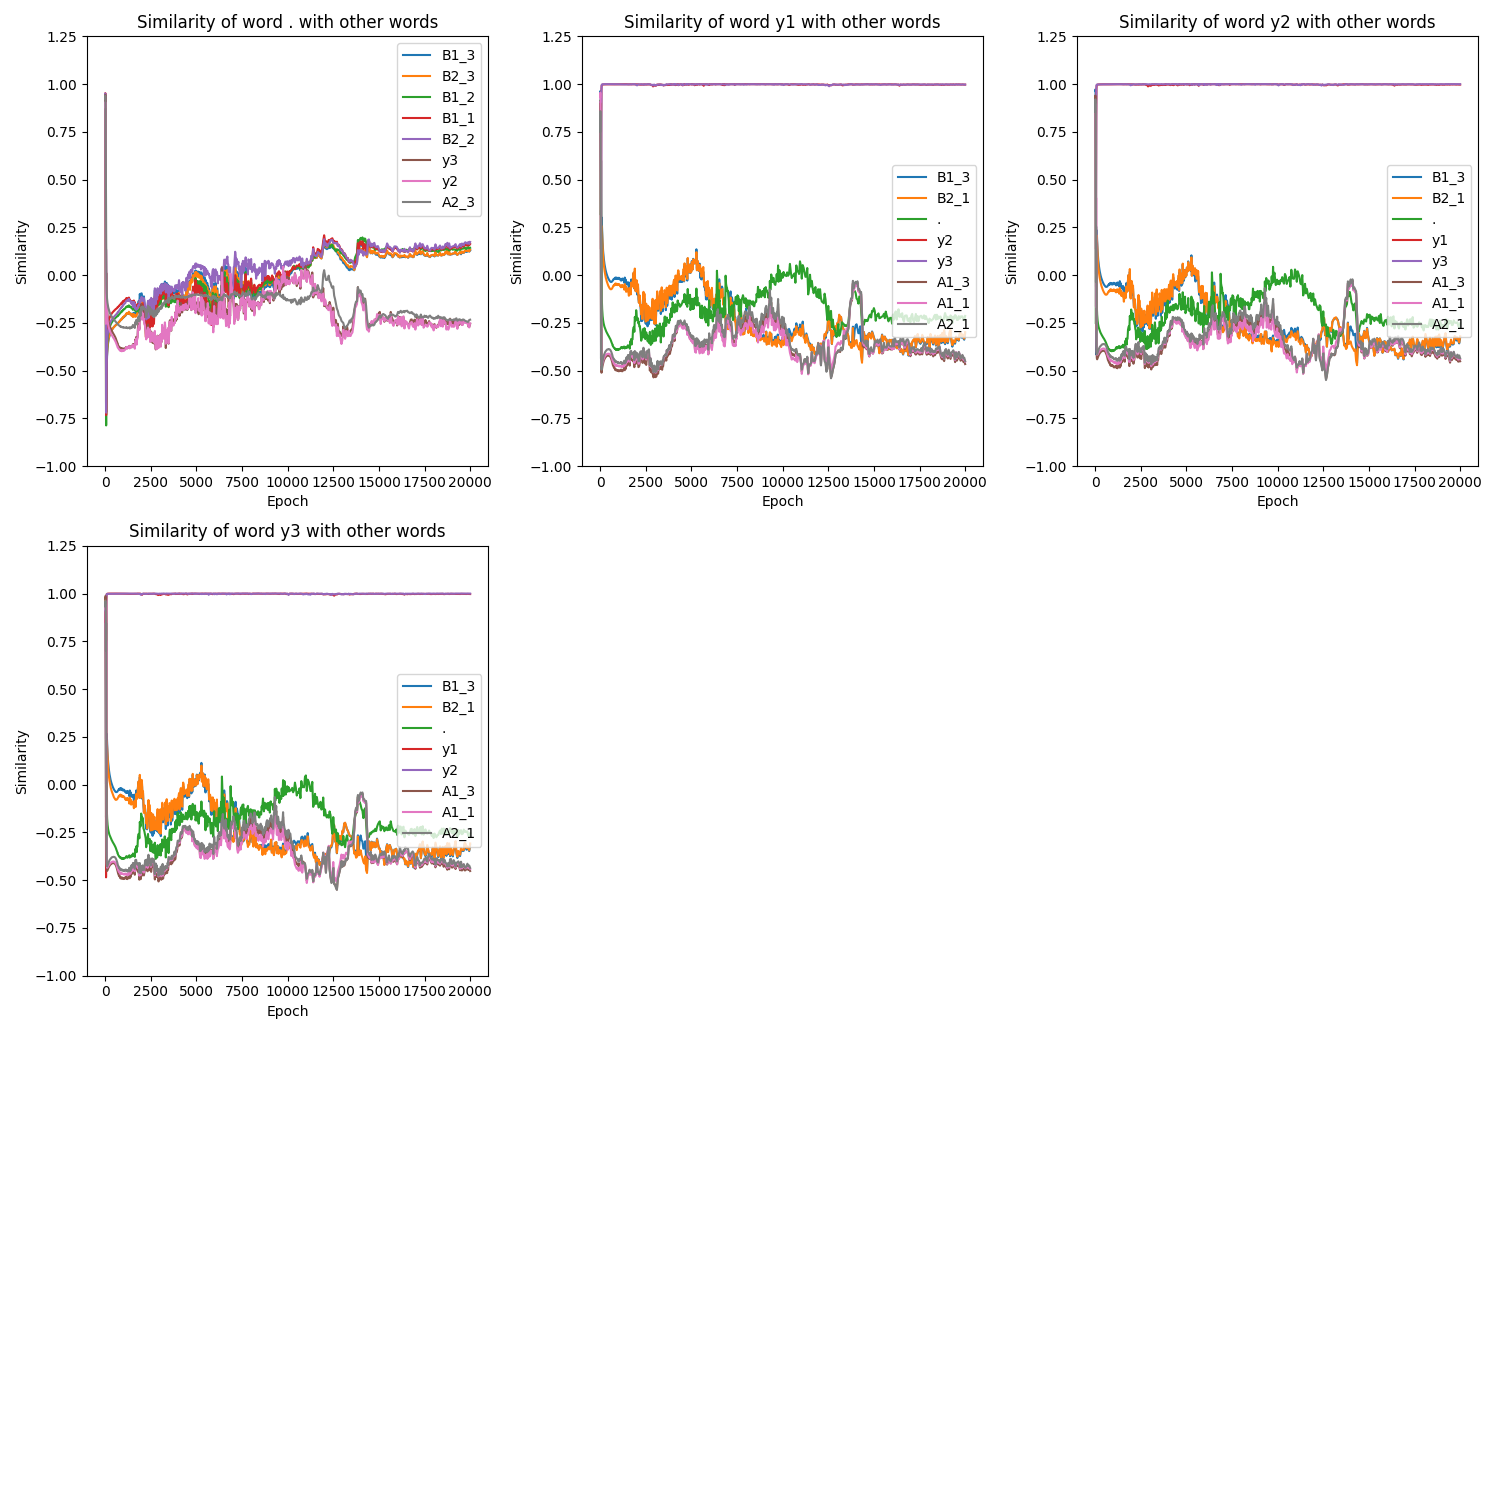 Similarity of word . with other words
Similarity
1.25
1.00
0.75
0.50
0.25
0.00
−0.25
−0.50
−0.75
−1.00
B1_3
B2_3
B1_2
B1_1
B2_2
y3
y2
A2_3
0 2500 5000 7500 10000 12500 15000 17500 20000
Epoch
Similarity of word y1 with other words
Similarity
1.25
1.00
0.75
0.50
0.25
0.00
−0.25
−0.50
−0.75
−1.00
B1_3
B2_1
.
y2
y3
A1_3
A1_1
A2_1
0 2500 5000 7500 10000 12500 15000 17500 20000
Epoch
Similarity of word y2 with other words
Similarity
1.25
1.00
0.75
0.50
0.25
0.00
−0.25
−0.50
−0.75
−1.00
B1_3
B2_1
.
y1
y3
A1_3
A1_1
A2_1
0 2500 5000 7500 10000 12500 15000 17500 20000
Epoch
Similarity of word y3 with other words
Similarity
1.25
1.00
0.75
0.50
0.25
0.00
−0.25
−0.50
−0.75
−1.00
B1_3
B2_1
.
y1
y2
A1_3
A1_1
A2_1
0 2500 5000 7500 10000 12500 15000 17500 20000
Epoch